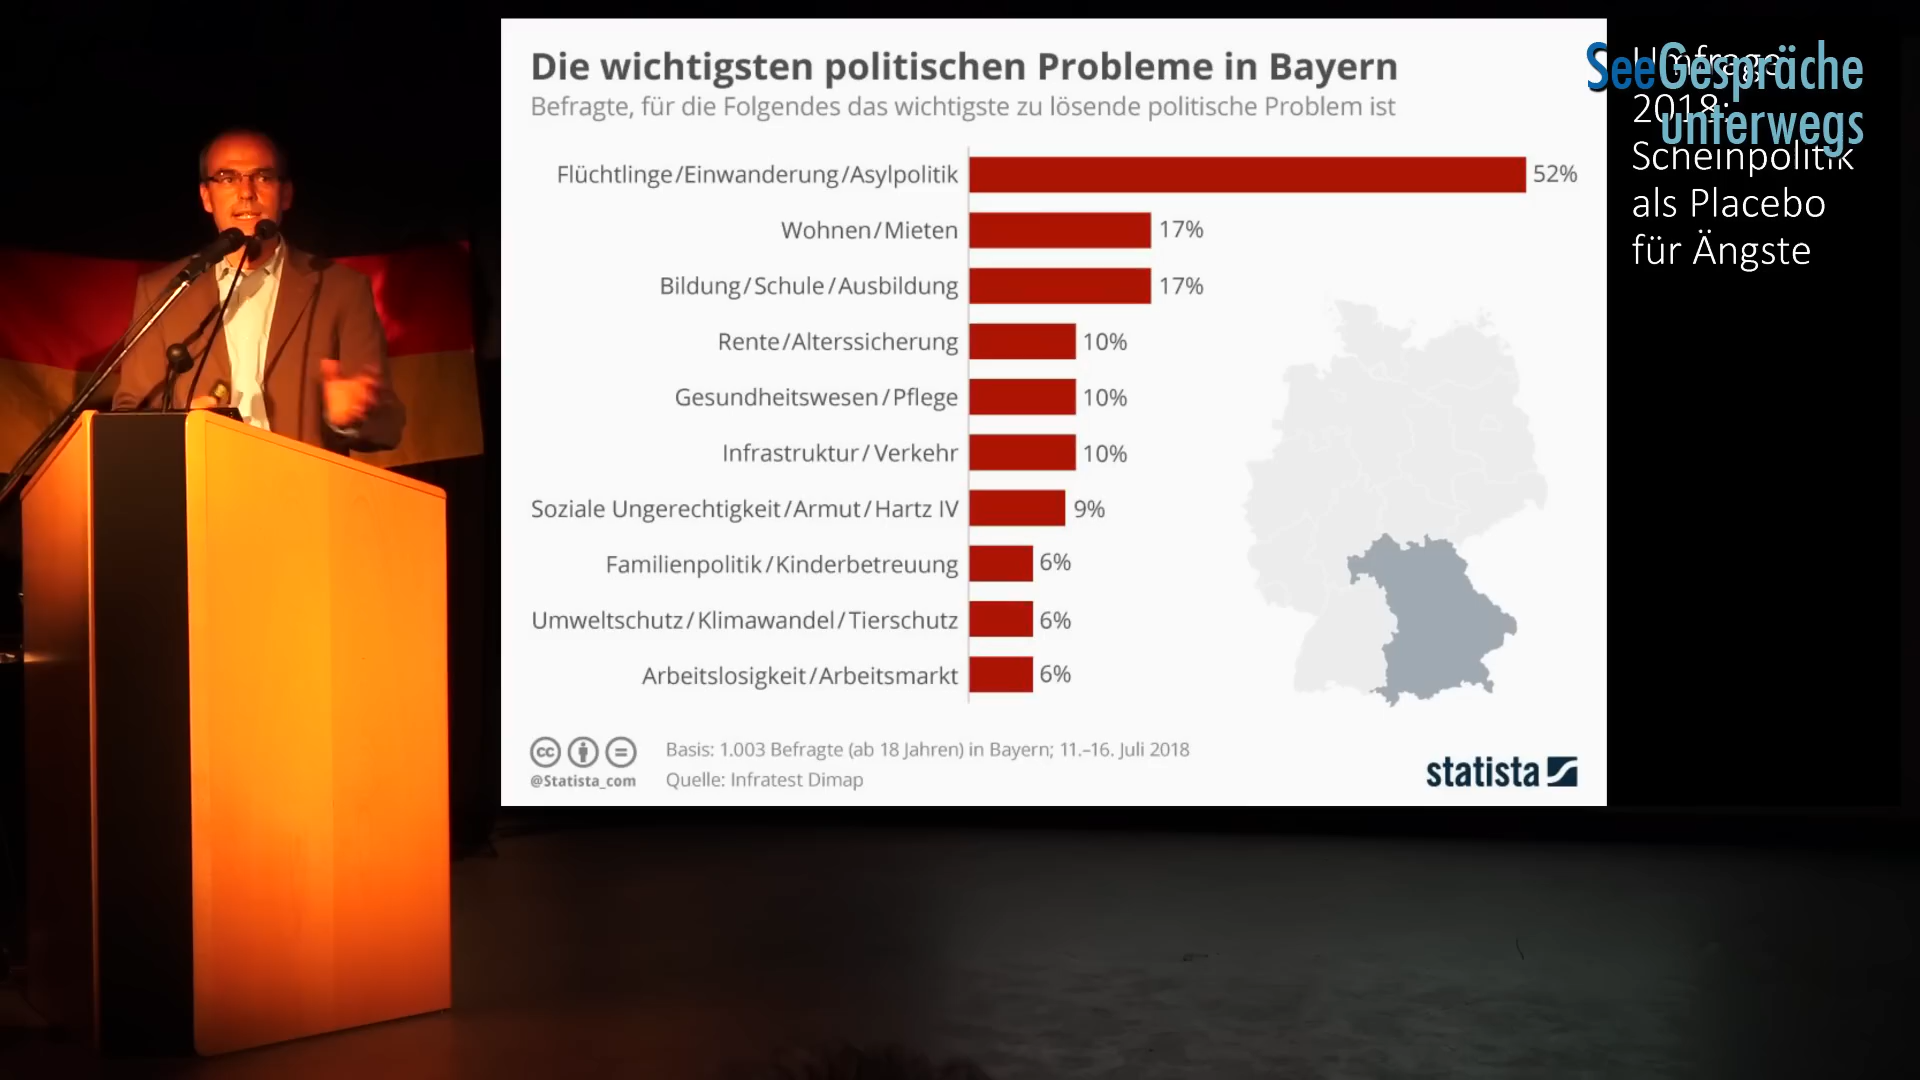 Die wichtigsten politischen Probleme in Bayern
Befragte, für die Folgendes das wichtigste zu lösende politische Problem ist
Flüchtlinge/Einwanderung/Asylpolitik 52%
Wohnen/Mieten 17%
Bildung/Schule/Ausbildung 17%
Rente/Alterssicherung 10%
Gesundheitswesen/Pflege 10%
Infrastruktur/Verkehr 10%
Soziale Ungerechtigkeit/Armut/Hartz IV 9%
Familienpolitik/Kinderbetreuung 6%
Umweltschutz/Klimawandel/Tierschutz 6%
Arbeitslosigkeit/Arbeitsmarkt 6%
cc
@Statista_com
Basis: 1.003 Befragte (ab 18 Jahren) in Bayern; 11.–16. Juli 2018
Quelle: Infratest Dimap
statista
SeeGespräche
unterwegs
Umfrage
2018:
Scheinpolitik
als Placebo
für Ängste